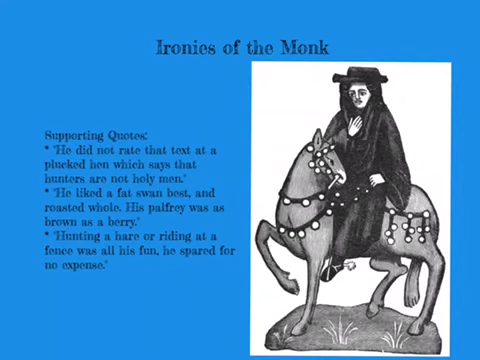 Ironies of the Monk
Supporting Quotes:
* "He did not rate that text at a
plucked hen which says that
hunters are not holy men."
* "He liked a fat swan best, and
roasted whole. His palfrey was as
brown as a berry."
* "Hunting a hare or riding at a
fence was all his fun, he spared for
no expense."